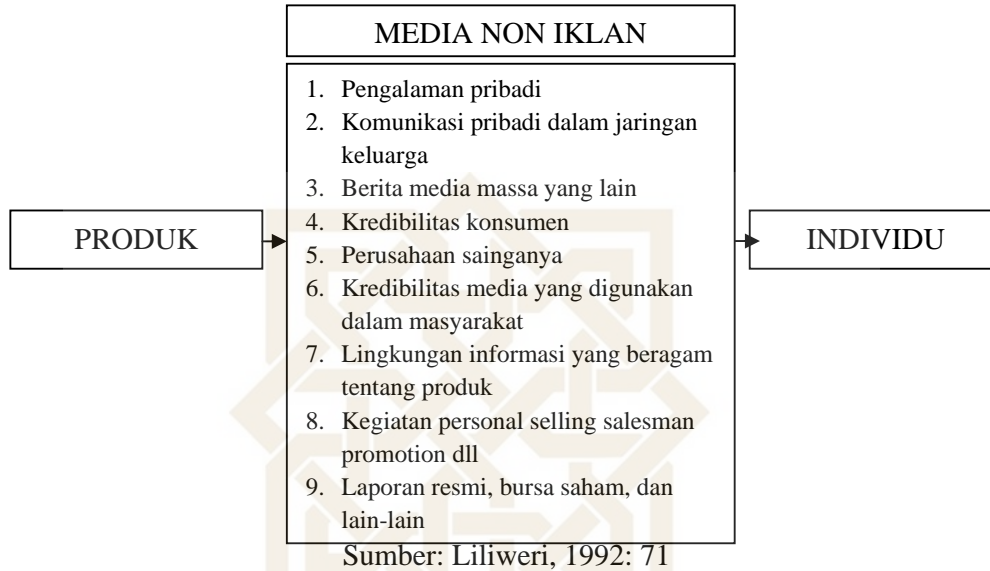 MEDIA NON IKLAN
PRODUK
1. Pengalaman pribadi
2. Komunikasi pribadi dalam jaringan
keluarga
3. Berita media massa yang lain
4. Kredibilitas konsumen
5. Perusahaan sainganya
6. Kredibilitas media yang digunakan
dalam masyarakat
7. Lingkungan informasi yang beragam
tentang produk
8. Kegiatan personal selling salesman
promotion dll
9. Laporan resmi, bursa saham, dan
lain-lain
INDIVIDU
Sumber: Liliweri, 1992: 71